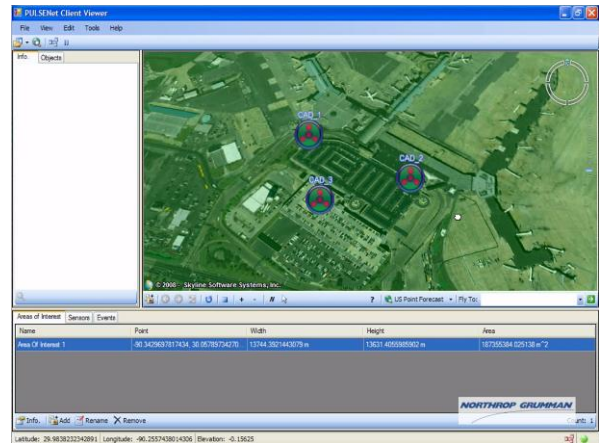 PULSENet Client Viewer
File View Edit Tools Help
Info. Objects
CAD_1
CAD_2
CAD_3
© 2008 - Skyline Software Systems, Inc.
N ? US Point Forecast Fly To:
Areas of Interest Sensors Events
Name Point Width Height Area
Area Of Interest 1 -90.3429697817434, 30.05789734270... 13744.3921443079 m 13631.4055985902 m 187355384.025138 m^2
NORTHROP GRUMMAN
Info. Add Rename Remove Count: 1
Latitude: 29.9838232342891 Longitude: -90.2557438014306 Elevation: -0.15625